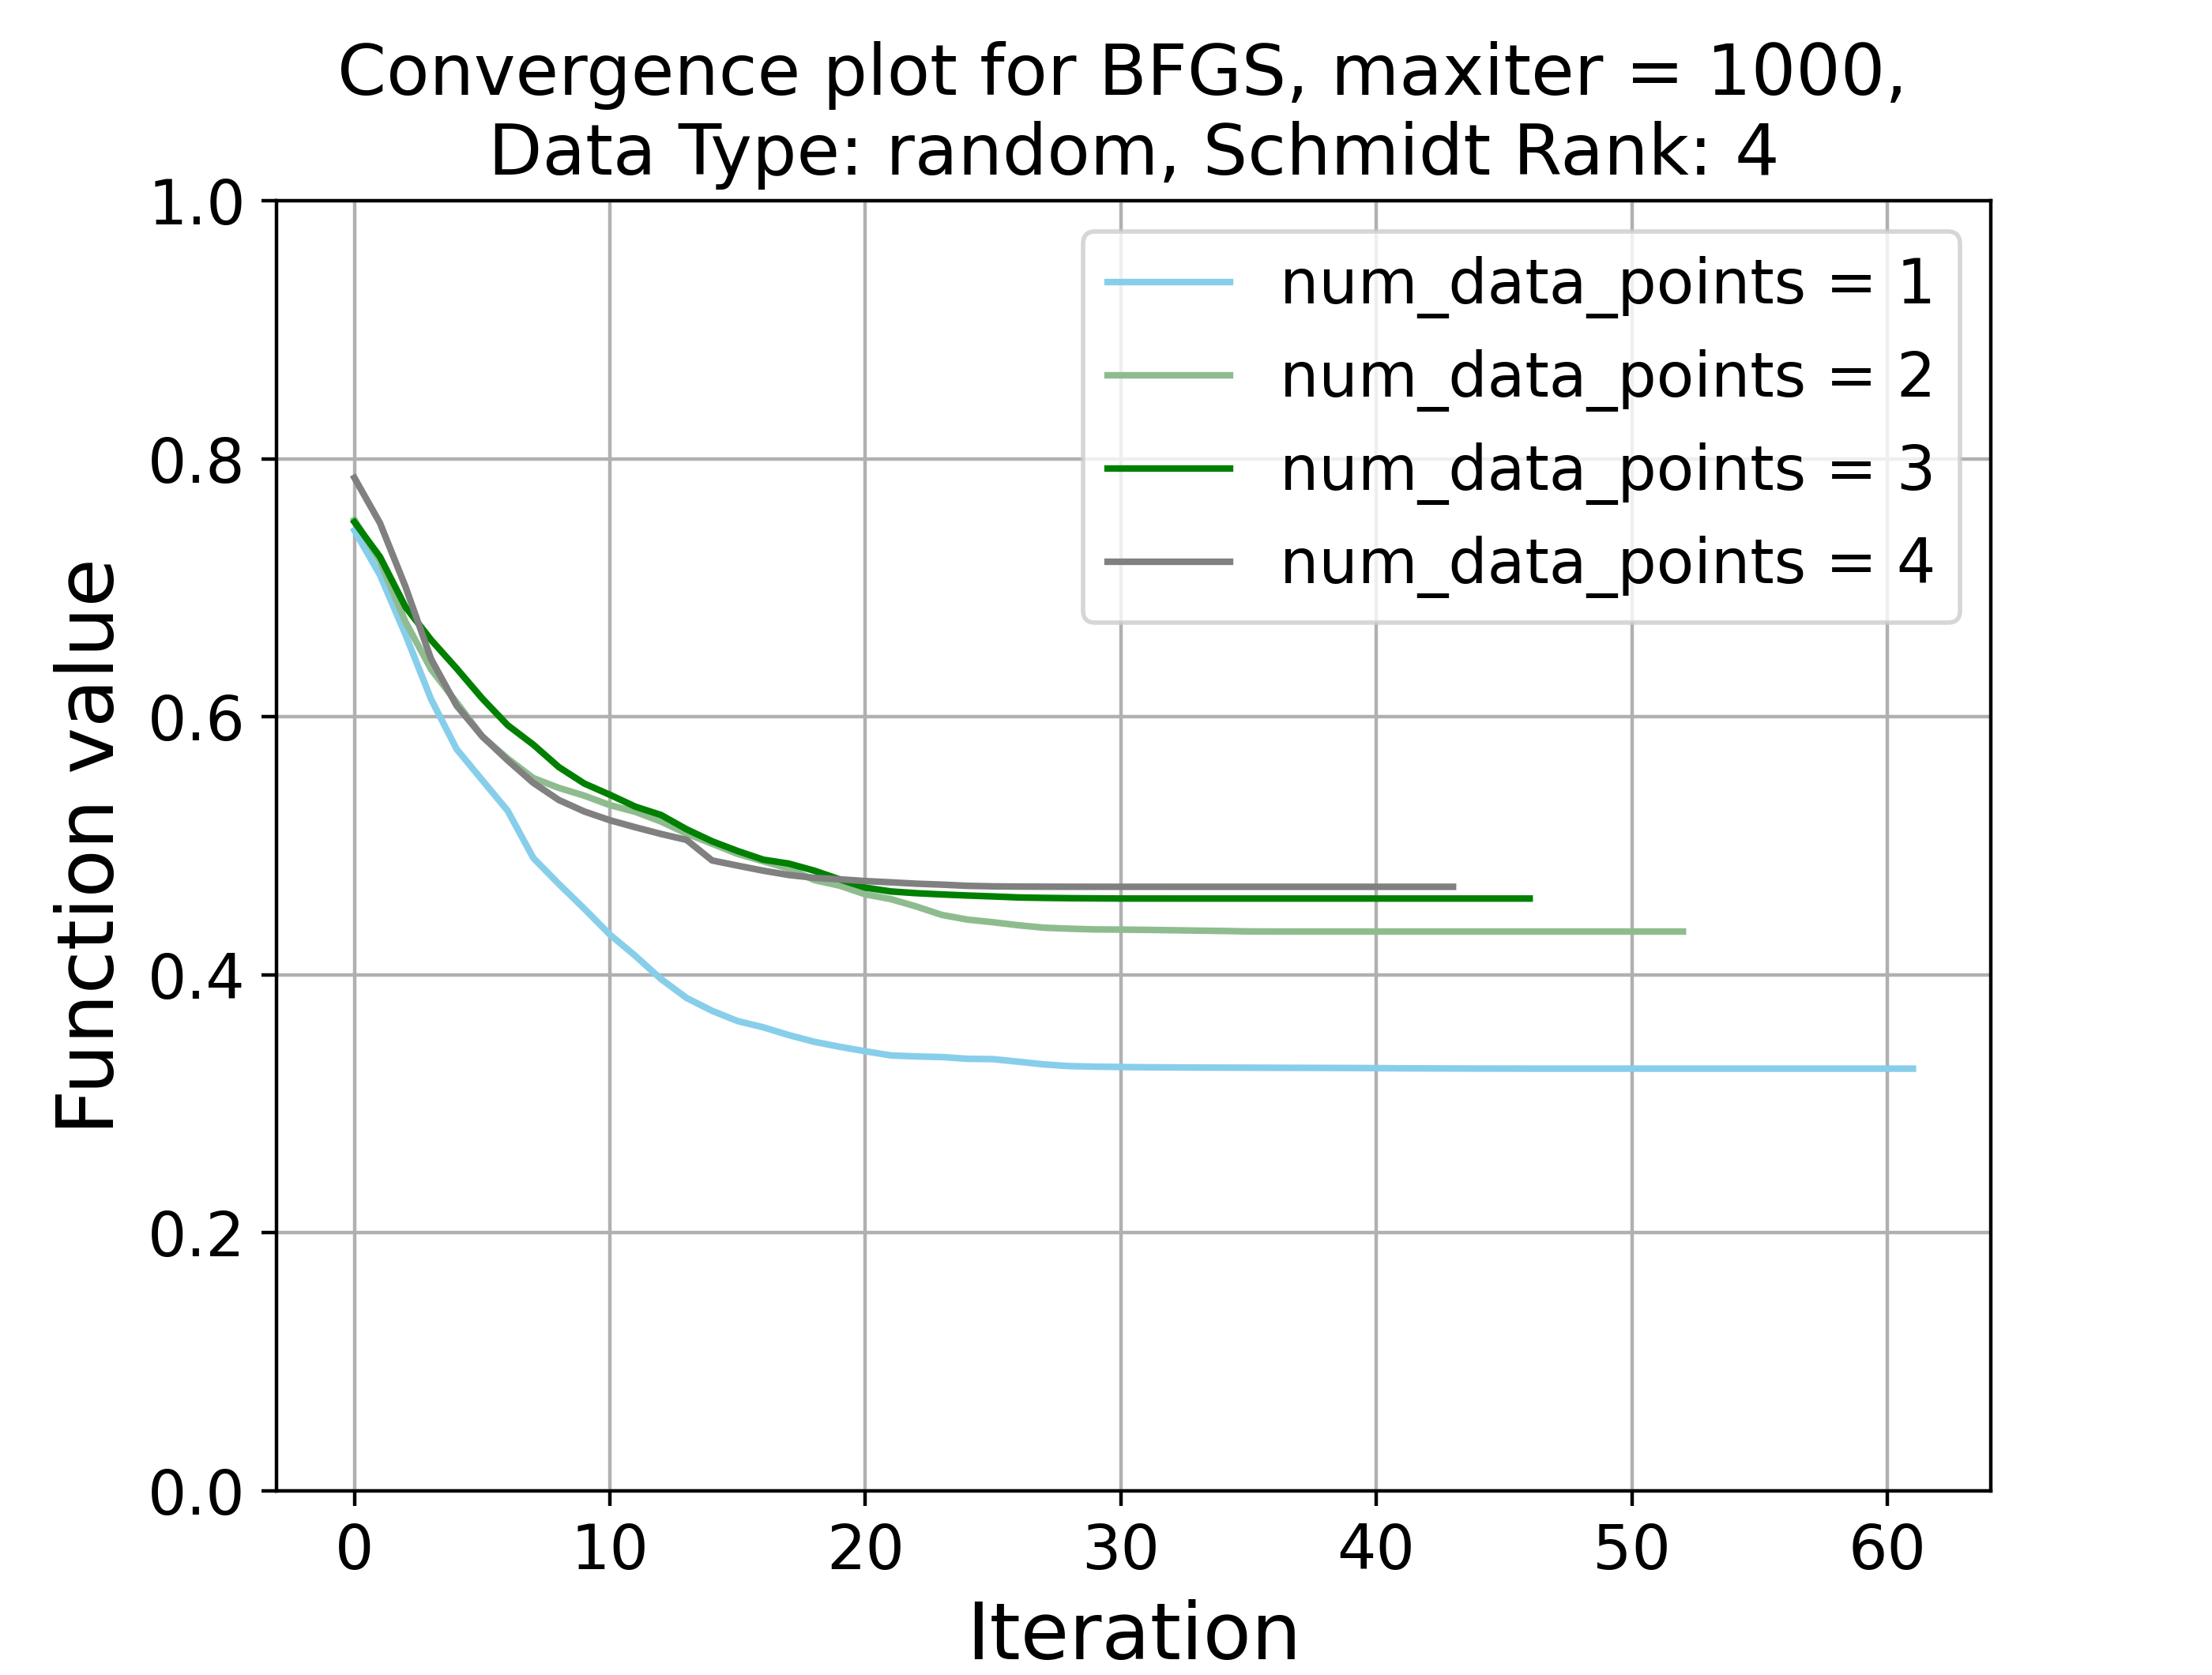 Convergence plot for BFGS, maxiter = 1000,
Data Type: random, Schmidt Rank: 4
1.0
0.8
0.6
0.4
0.2
0.0
Function value
num_data_points = 1
num_data_points = 2
num_data_points = 3
num_data_points = 4
0 10 20 30 40 50 60
Iteration